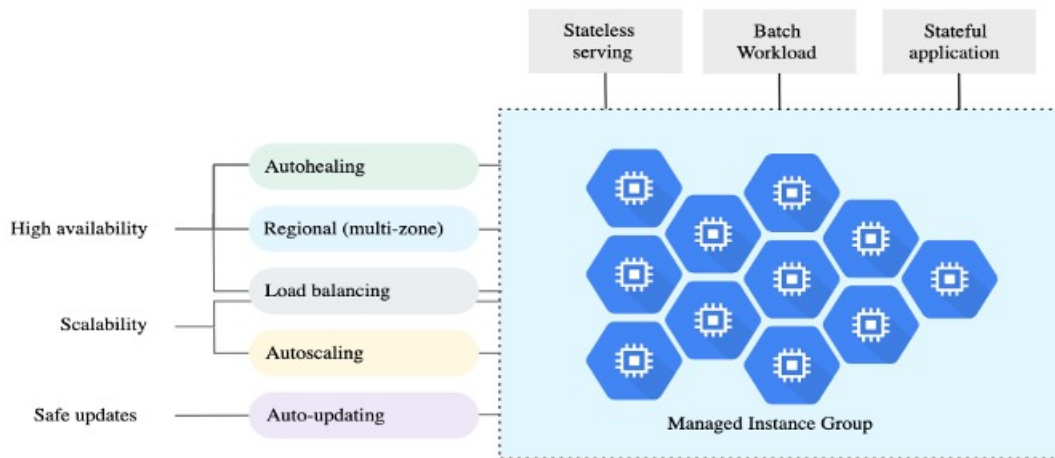 Stateless
serving
Batch
Workload
Stateful
application
Autohealing
High availability
Regional (multi-zone)
Load balancing
Scalability
Autoscaling
Safe updates
Auto-updating
Managed Instance Group